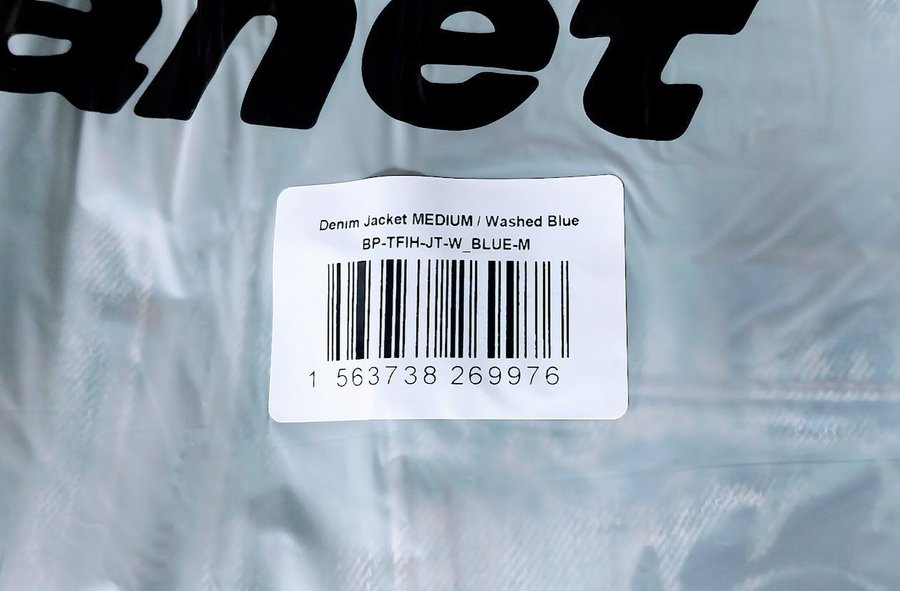 anet
Denim Jacket MEDIUM / Washed Blue
BP-TFIH-JT-W_BLUE-M
1 563738 269976